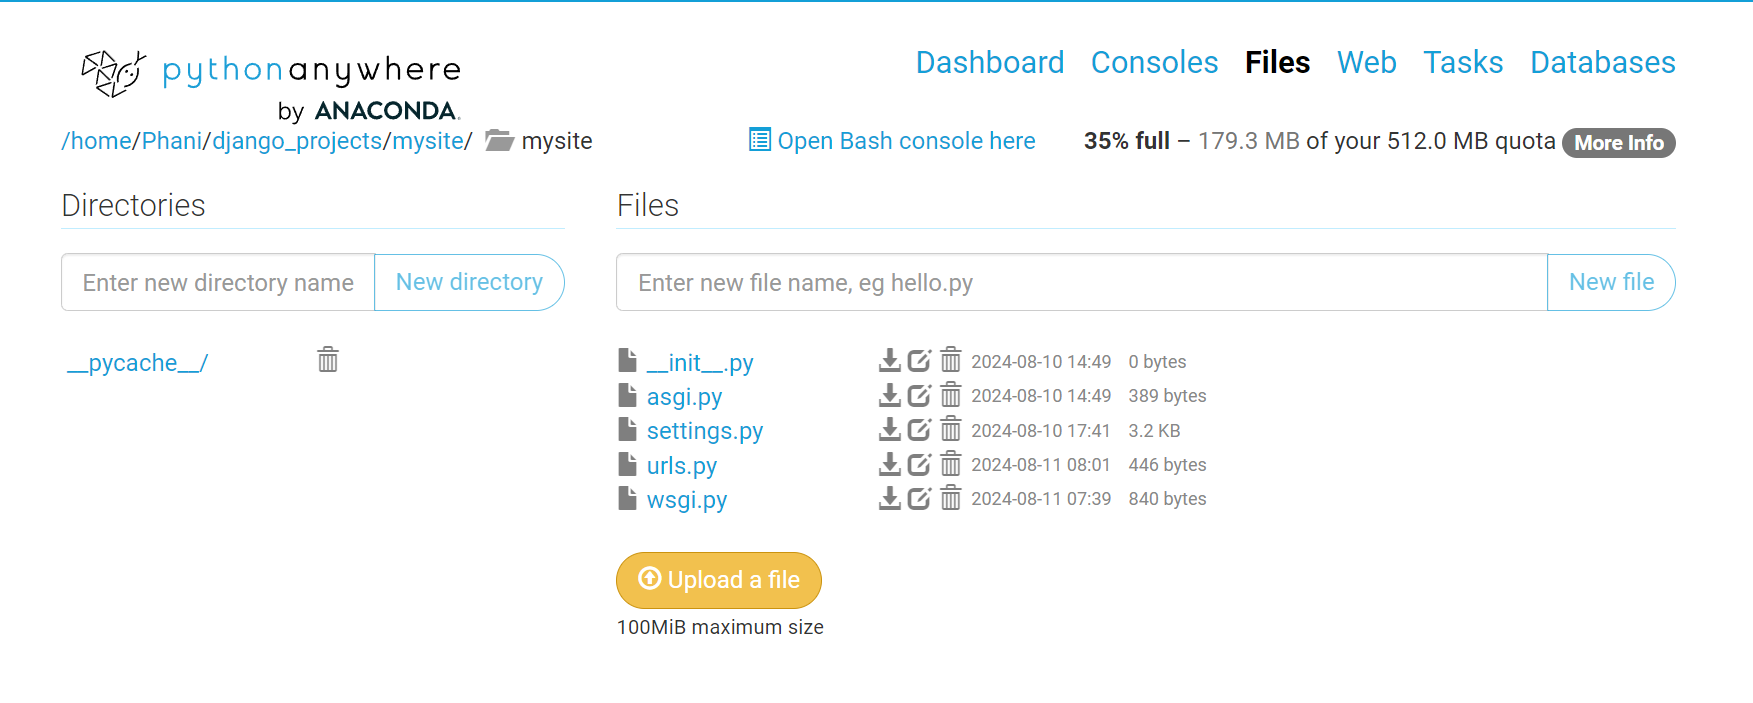 pythonanywhere
by ANACONDA.
Dashboard Consoles Files Web Tasks Databases
/home/Phani/django_projects/mysite/ mysite
Open Bash console here
35% full – 179.3 MB of your 512.0 MB quota More Info
Directories
Enter new directory name New directory
__pycache__/
Files
Enter new file name, eg hello.py New file
__init__.py 2024-08-10 14:49 0 bytes
asgi.py 2024-08-10 14:49 389 bytes
settings.py 2024-08-10 17:41 3.2 KB
urls.py 2024-08-11 08:01 446 bytes
wsgi.py 2024-08-11 07:39 840 bytes
Upload a file
100MiB maximum size